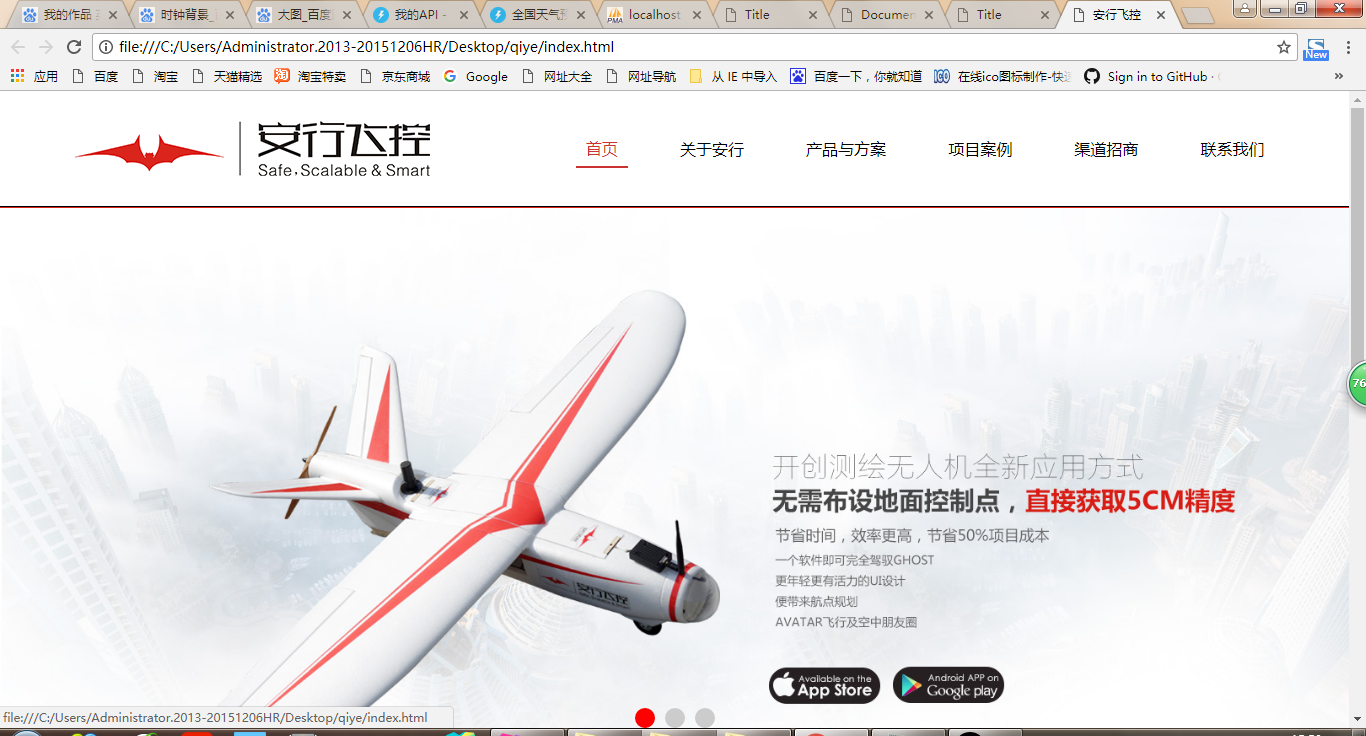 我的作品
时钟背景_
大图_百度
我的API -
全国天气预
localhost
Title
Documen
Title
安行飞控
file:///C:/Users/Administrator.2013-20151206HR/Desktop/qiye/index.html
New
应用 百度 淘宝 天猫精选 淘宝特卖 京东商城 Google 网址大全 网址导航 从 IE 中导入 百度一下，你就知道 在线ico图标制作-快速 Sign in to GitHub · »
安行飞控
Safe,Scalable & Smart
首页 关于安行 产品与方案 项目案例 渠道招商 联系我们
76
开创测绘无人机全新应用方式
无需布设地面控制点，直接获取5CM精度
节省时间，效率更高，节省50%项目成本
一个软件即可完全驾驭GHOST
更年轻更有活力的UI设计
便带来航点规划
AVATAR飞行及空中朋友圈
Available on the
App Store
Android APP on
Google play
安行飞控
file:///C:/Users/Administrator.2013-20151206HR/Desktop/qiye/index.html